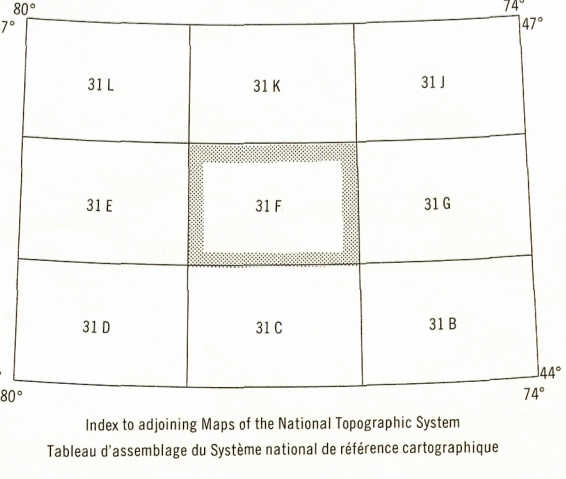 80° 74°
7° 47°
31 L 31 K 31 J
31 E 31 F 31 G
31 D 31 C 31 B
44°
80° 74°
Index to adjoining Maps of the National Topographic System
Tableau d'assemblage du Système national de référence cartographique